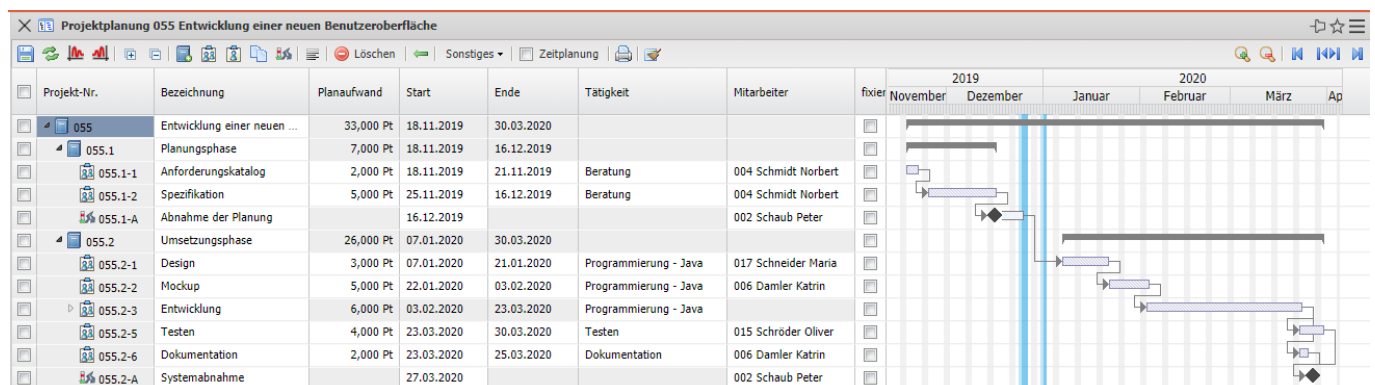 Projektplanung 055 Entwicklung einer neuen Benutzeroberfläche
Löschen Sonstiges Zeitplanung
Projekt-Nr. Bezeichnung Planaufwand Start Ende Tätigkeit Mitarbeiter fixier
2019 2020
November Dezember Januar Februar März Ap
055 Entwicklung einer neuen ... 33,000 Pt 18.11.2019 30.03.2020
055.1 Planungsphase 7,000 Pt 18.11.2019 16.12.2019
055.1-1 Anforderungskatalog 2,000 Pt 18.11.2019 21.11.2019 Beratung 004 Schmidt Norbert
055.1-2 Spezifikation 5,000 Pt 25.11.2019 16.12.2019 Beratung 004 Schmidt Norbert
055.1-A Abnahme der Planung 16.12.2019 002 Schaub Peter
055.2 Umsetzungsphase 26,000 Pt 07.01.2020 30.03.2020
055.2-1 Design 3,000 Pt 07.01.2020 21.01.2020 Programmierung - Java 017 Schneider Maria
055.2-2 Mockup 5,000 Pt 22.01.2020 03.02.2020 Programmierung - Java 006 Damler Katrin
055.2-3 Entwicklung 6,000 Pt 03.02.2020 23.03.2020 Programmierung - Java
055.2-5 Testen 4,000 Pt 23.03.2020 30.03.2020 Testen 015 Schröder Oliver
055.2-6 Dokumentation 2,000 Pt 23.03.2020 25.03.2020 Dokumentation 006 Damler Katrin
055.2-A Systemabnahme 27.03.2020 002 Schaub Peter